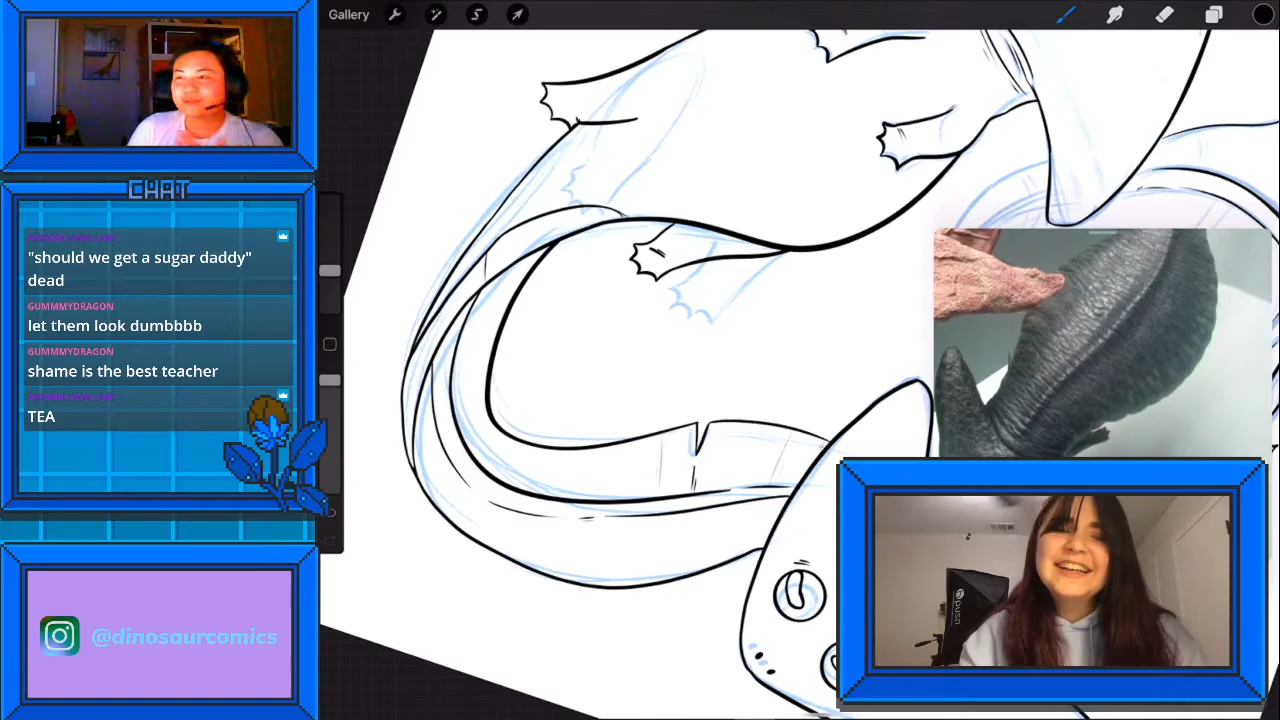 Gallery
CHAT
"should we get a sugar daddy"
dead
GUMMMYDRAGON
let them look dumbbbb
GUMMMYDRAGON
shame is the best teacher
TEA
@dinosaurcomics